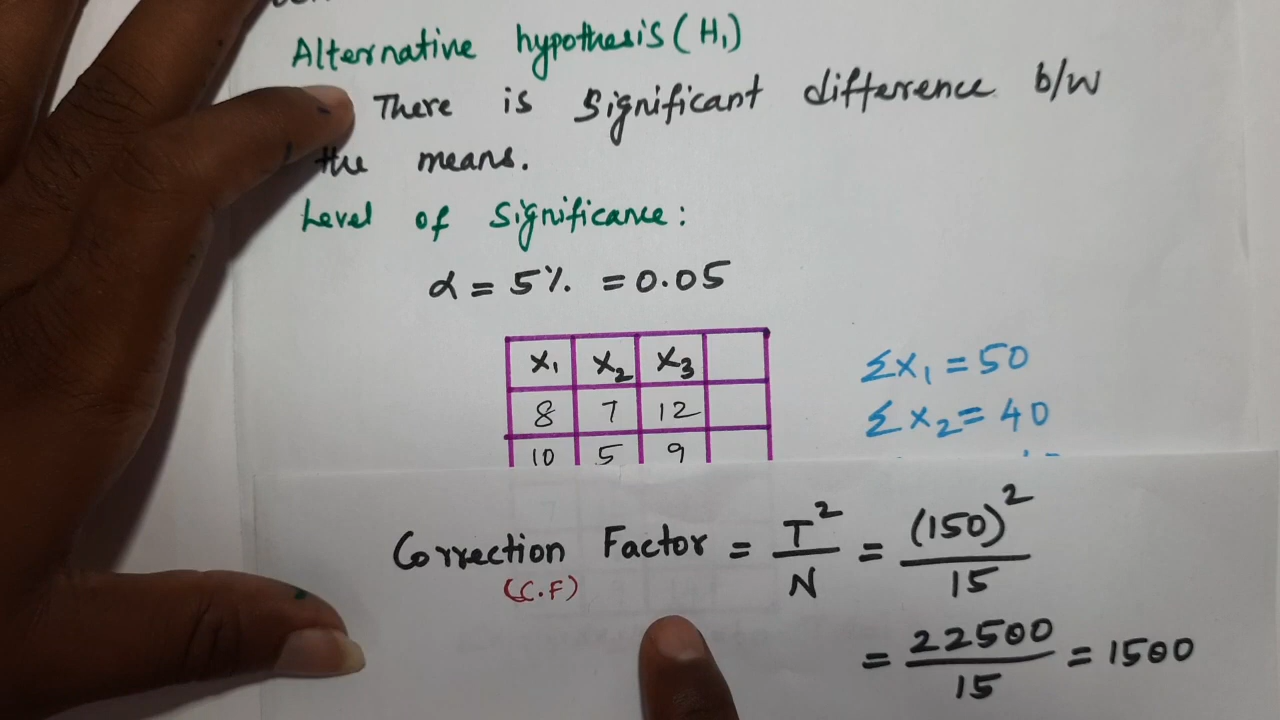 Alternative hypothesis (H₁)
There is significant difference b/w
the means.
Level of significance:
α = 5% = 0.05
X₁ X₂ X₃
8 7 12
10 5 9
Σx₁ = 50
Σx₂ = 40
Correction Factor = T²/N = (150)²/15
(C.F)
= 22500/15 = 1500